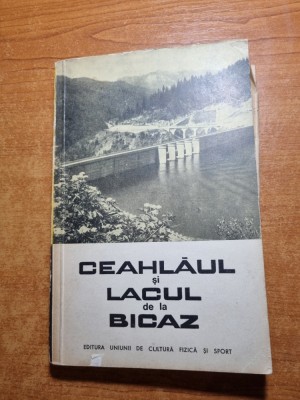 CEAHLĂUL
și
LACUL
de la
BICAZ
EDITURA UNIUNII DE CULTURĂ FIZICĂ ȘI SPORT